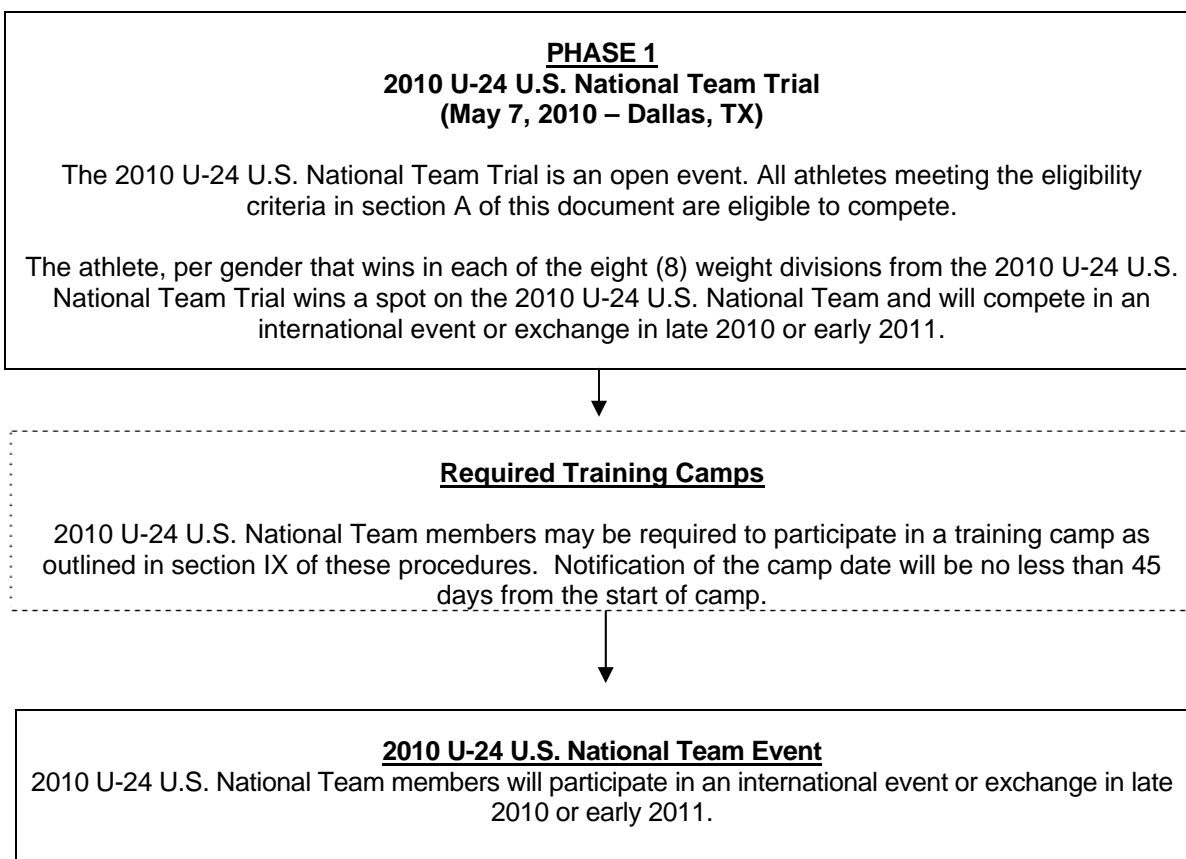 PHASE 1
2010 U-24 U.S. National Team Trial
(May 7, 2010 – Dallas, TX)
The 2010 U-24 U.S. National Team Trial is an open event. All athletes meeting the eligibility
criteria in section A of this document are eligible to compete.
The athlete, per gender that wins in each of the eight (8) weight divisions from the 2010 U-24 U.S.
National Team Trial wins a spot on the 2010 U-24 U.S. National Team and will compete in an
international event or exchange in late 2010 or early 2011.
Required Training Camps
2010 U-24 U.S. National Team members may be required to participate in a training camp as
outlined in section IX of these procedures.  Notification of the camp date will be no less than 45
days from the start of camp.
2010 U-24 U.S. National Team Event
2010 U-24 U.S. National Team members will participate in an international event or exchange in late
2010 or early 2011.